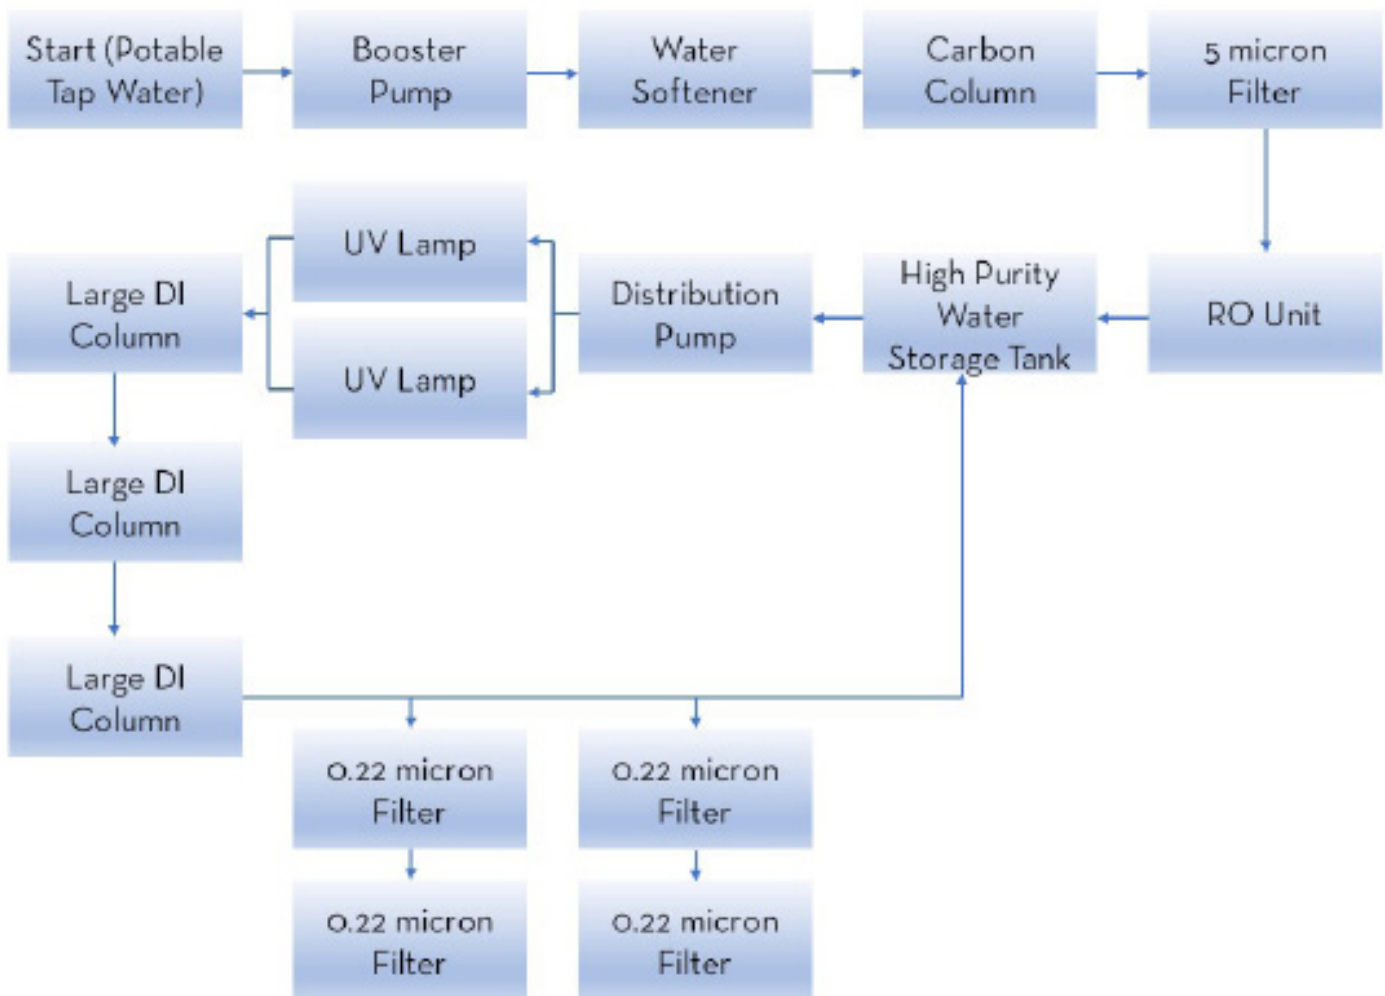 Start (Potable
Tap Water)
Booster
Pump
Water
Softener
Carbon
Column
5 micron
Filter
RO Unit
High Purity
Water
Storage Tank
Distribution
Pump
UV Lamp
UV Lamp
Large DI
Column
Large DI
Column
Large DI
Column
0.22 micron
Filter
0.22 micron
Filter
0.22 micron
Filter
0.22 micron
Filter